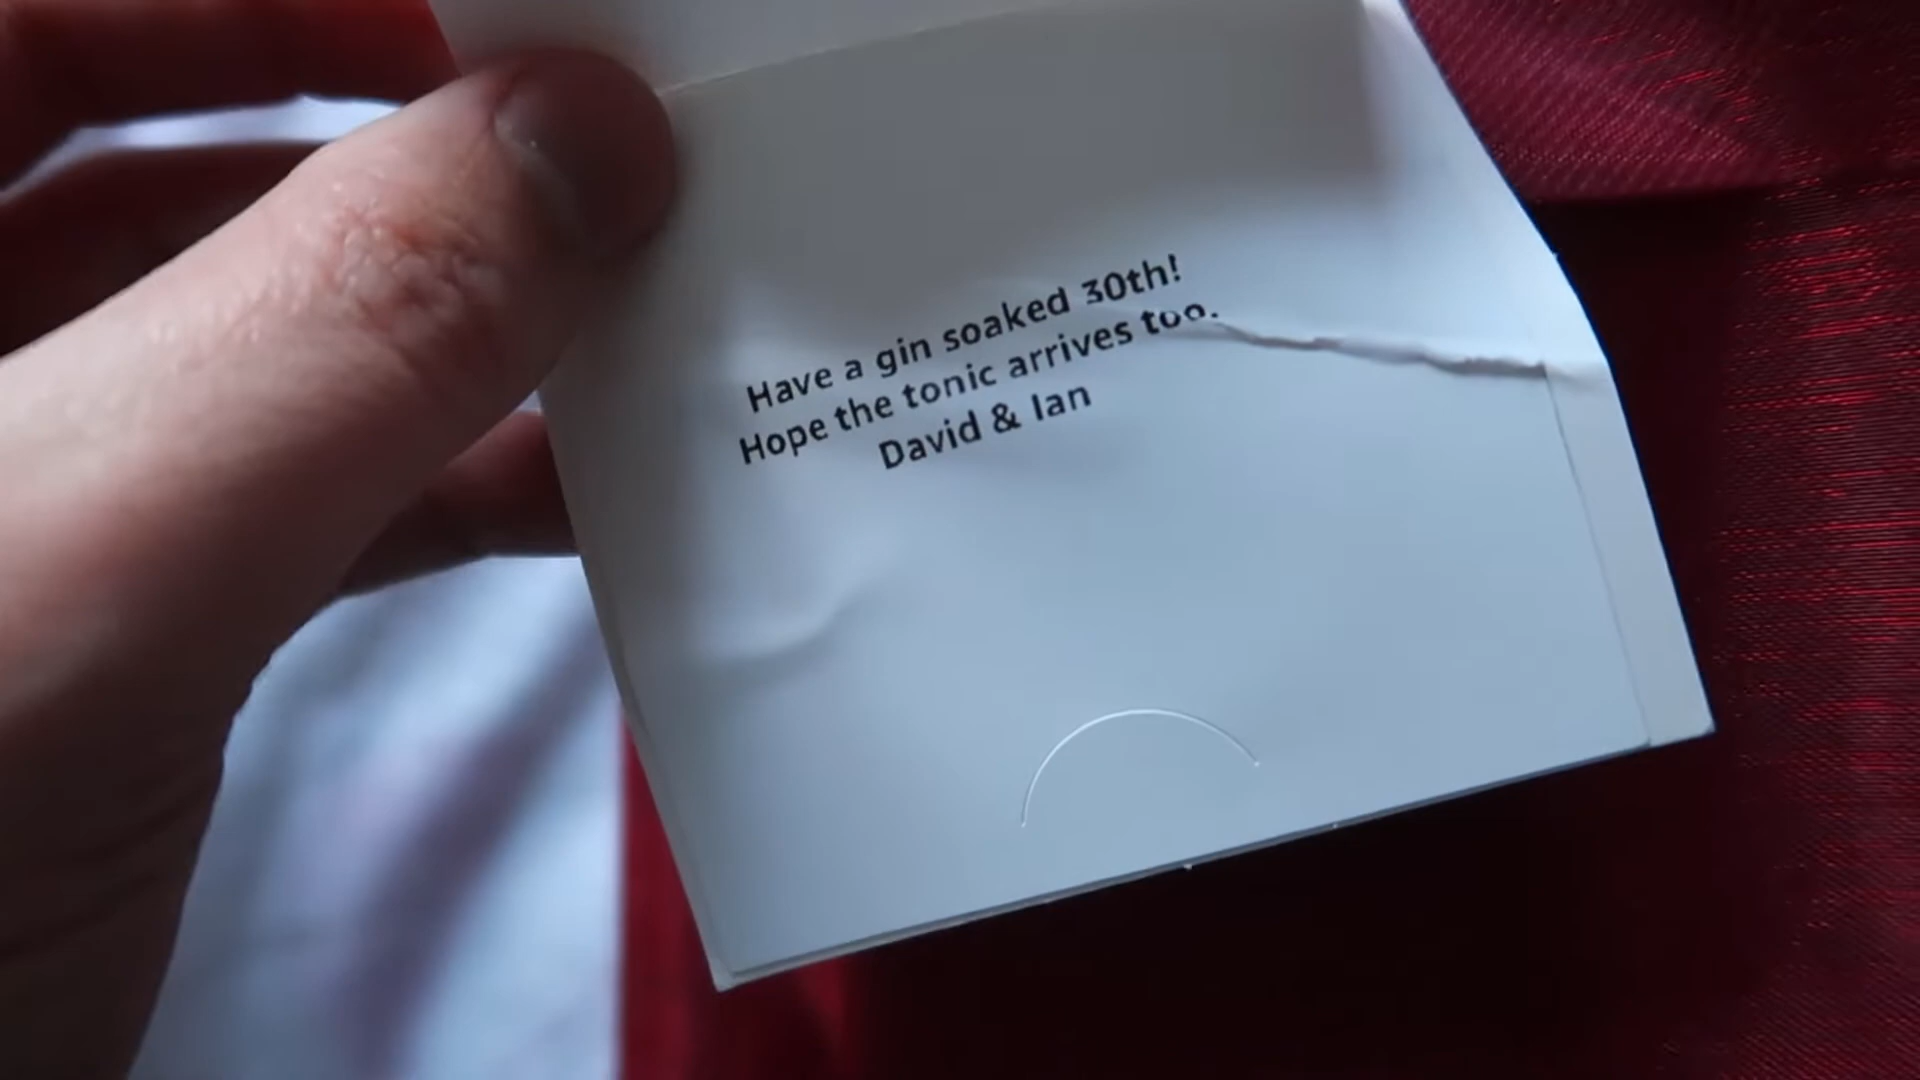 Have a gin soaked 30th!
Hope the tonic arrives too.
David & Ian